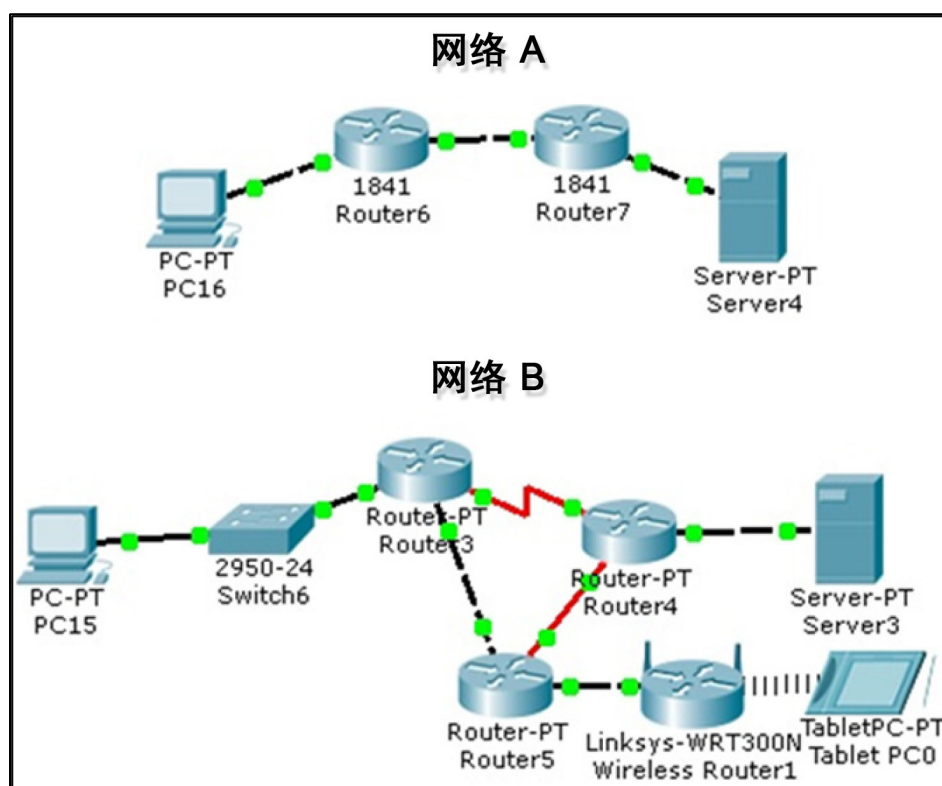 网络 A
1841
Router6
1841
Router7
PC-PT
PC16
Server-PT
Server4
网络 B
Router-PT
Router3
2950-24
Switch6
Router-PT
Router4
PC-PT
PC15
Server-PT
Server3
Router-PT
Router5
Linksys-WRT300N
Wireless Router1
TabletPC-PT
Tablet PC0